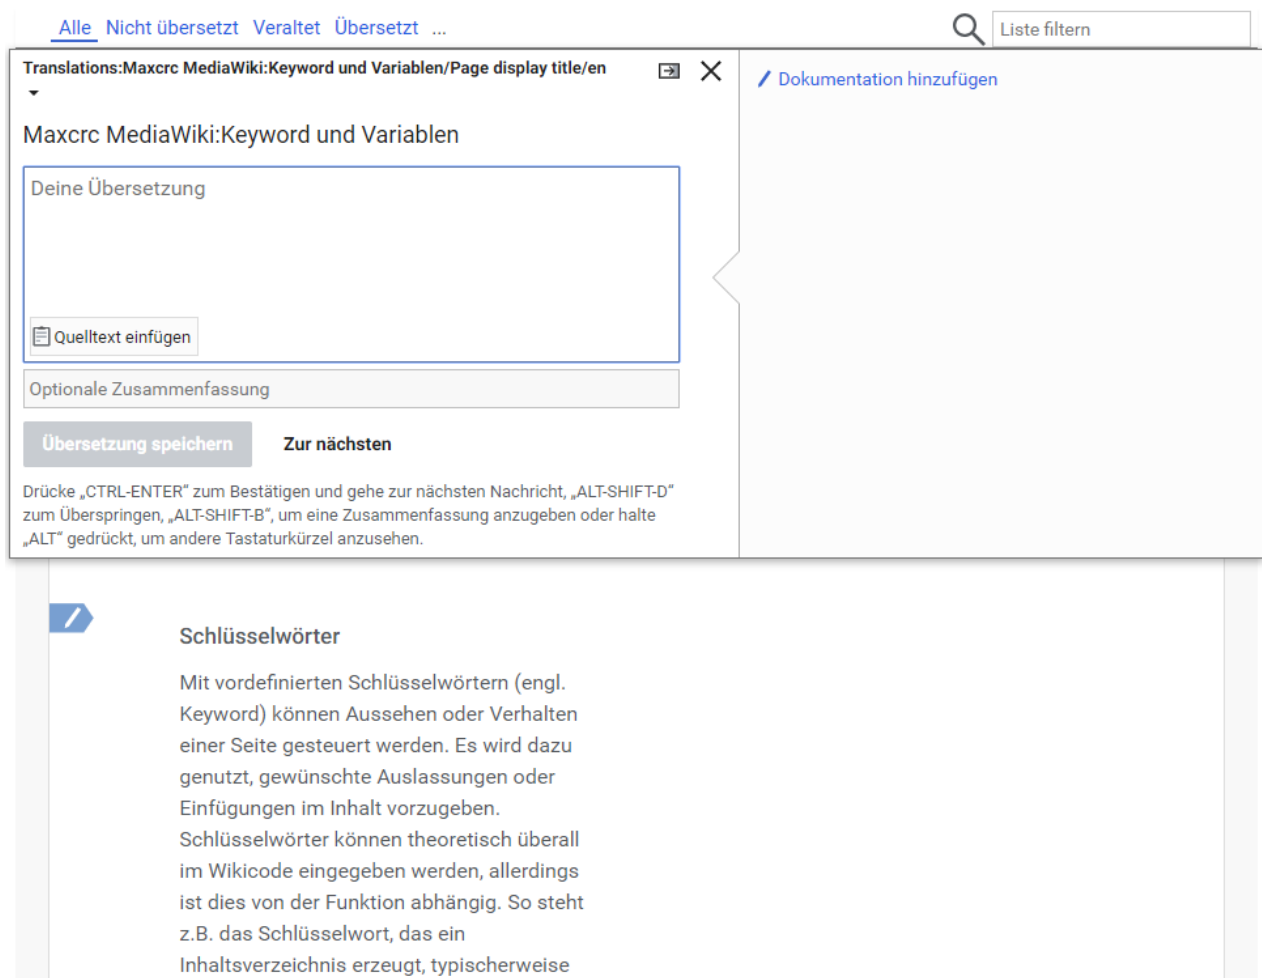 Alle Nicht übersetzt Veraltet Übersetzt ...
Liste filtern
Translations:Maxcrc MediaWiki:Keyword und Variablen/Page display title/en
Dokumentation hinzufügen
Maxcrc MediaWiki:Keyword und Variablen
Deine Übersetzung
Quelltext einfügen
Optionale Zusammenfassung
Übersetzung speichern Zur nächsten
Drücke „CTRL-ENTER“ zum Bestätigen und gehe zur nächsten Nachricht, „ALT-SHIFT-D“
zum Überspringen, „ALT-SHIFT-B“, um eine Zusammenfassung anzugeben oder halte
„ALT“ gedrückt, um andere Tastaturkürzel anzusehen.
Schlüsselwörter
Mit vordefinierten Schlüsselwörtern (engl.
Keyword) können Aussehen oder Verhalten
einer Seite gesteuert werden. Es wird dazu
genutzt, gewünschte Auslassungen oder
Einfügungen im Inhalt vorzugeben.
Schlüsselwörter können theoretisch überall
im Wikicode eingegeben werden, allerdings
ist dies von der Funktion abhängig. So steht
z.B. das Schlüsselwort, das ein
Inhaltsverzeichnis erzeugt, typischerweise